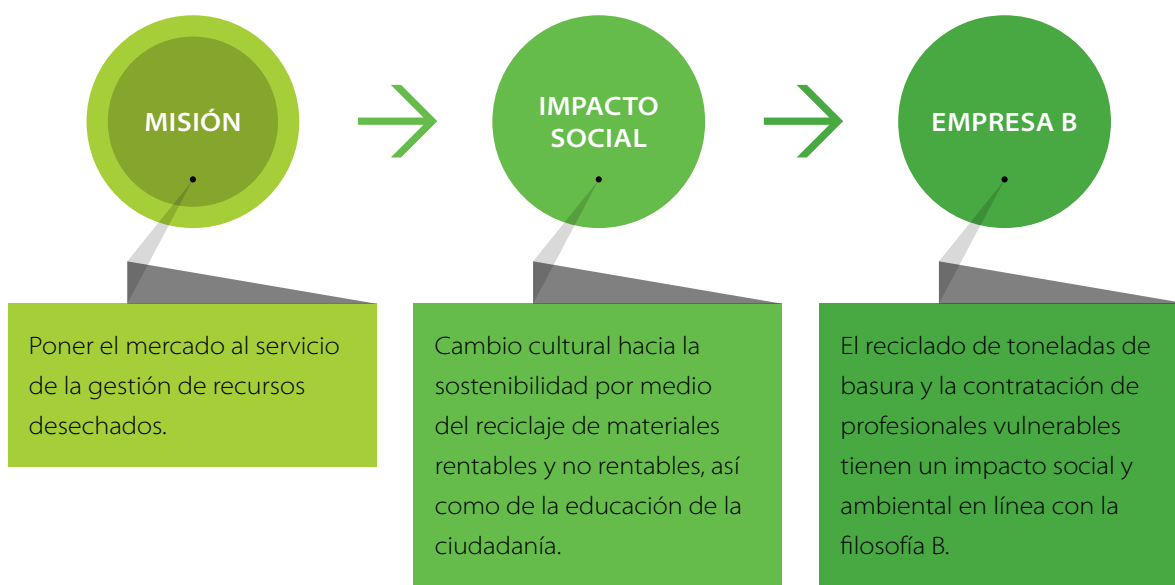 MISIÓN
IMPACTO
SOCIAL
EMPRESA B
Poner el mercado al servicio
de la gestión de recursos
desechados.
Cambio cultural hacia la
sostenibilidad por medio
del reciclaje de materiales
rentables y no rentables, así
como de la educación de la
ciudadanía.
El reciclado de toneladas de
basura y la contratación de
profesionales vulnerables
tienen un impacto social y
ambiental en línea con la
filosofía B.